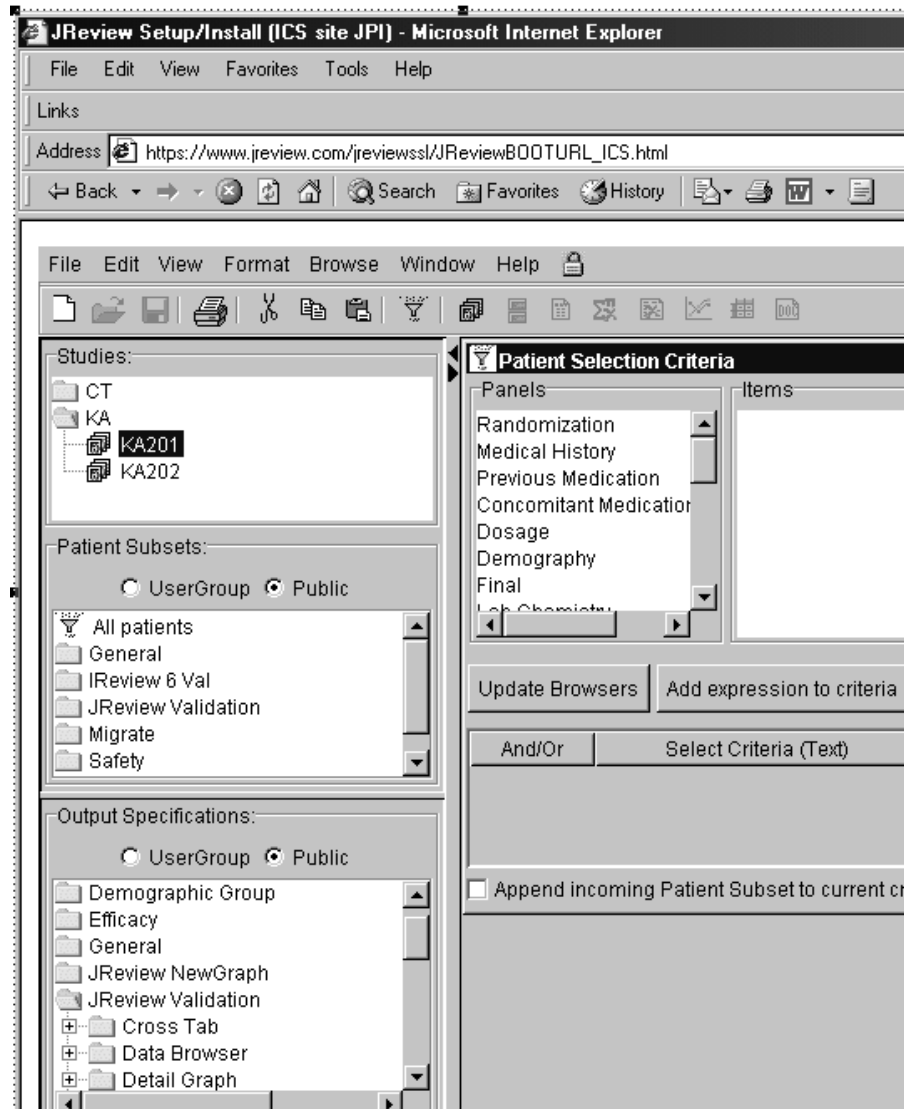 JReview Setup/Install (ICS site JPI) - Microsoft Internet Explorer
File Edit View Favorites Tools Help
Links
Address https://www.jreview.com/jreviewssl/JReviewBOOTURL_ICS.html
Back Search Favorites History
File Edit View Format Browse Window Help
Studies:
CT
KA
KA201
KA202
Patient Subsets:
UserGroup Public
All patients
General
IReview 6 Val
JReview Validation
Migrate
Safety
Output Specifications:
UserGroup Public
Demographic Group
Efficacy
General
JReview NewGraph
JReview Validation
Cross Tab
Data Browser
Detail Graph
Patient Selection Criteria
Panels
Items
Randomization
Medical History
Previous Medication
Concomitant Medication
Dosage
Demography
Final
Lab Chemistry
Update Browsers Add expression to criteria
And/Or Select Criteria (Text)
Append incoming Patient Subset to current cr